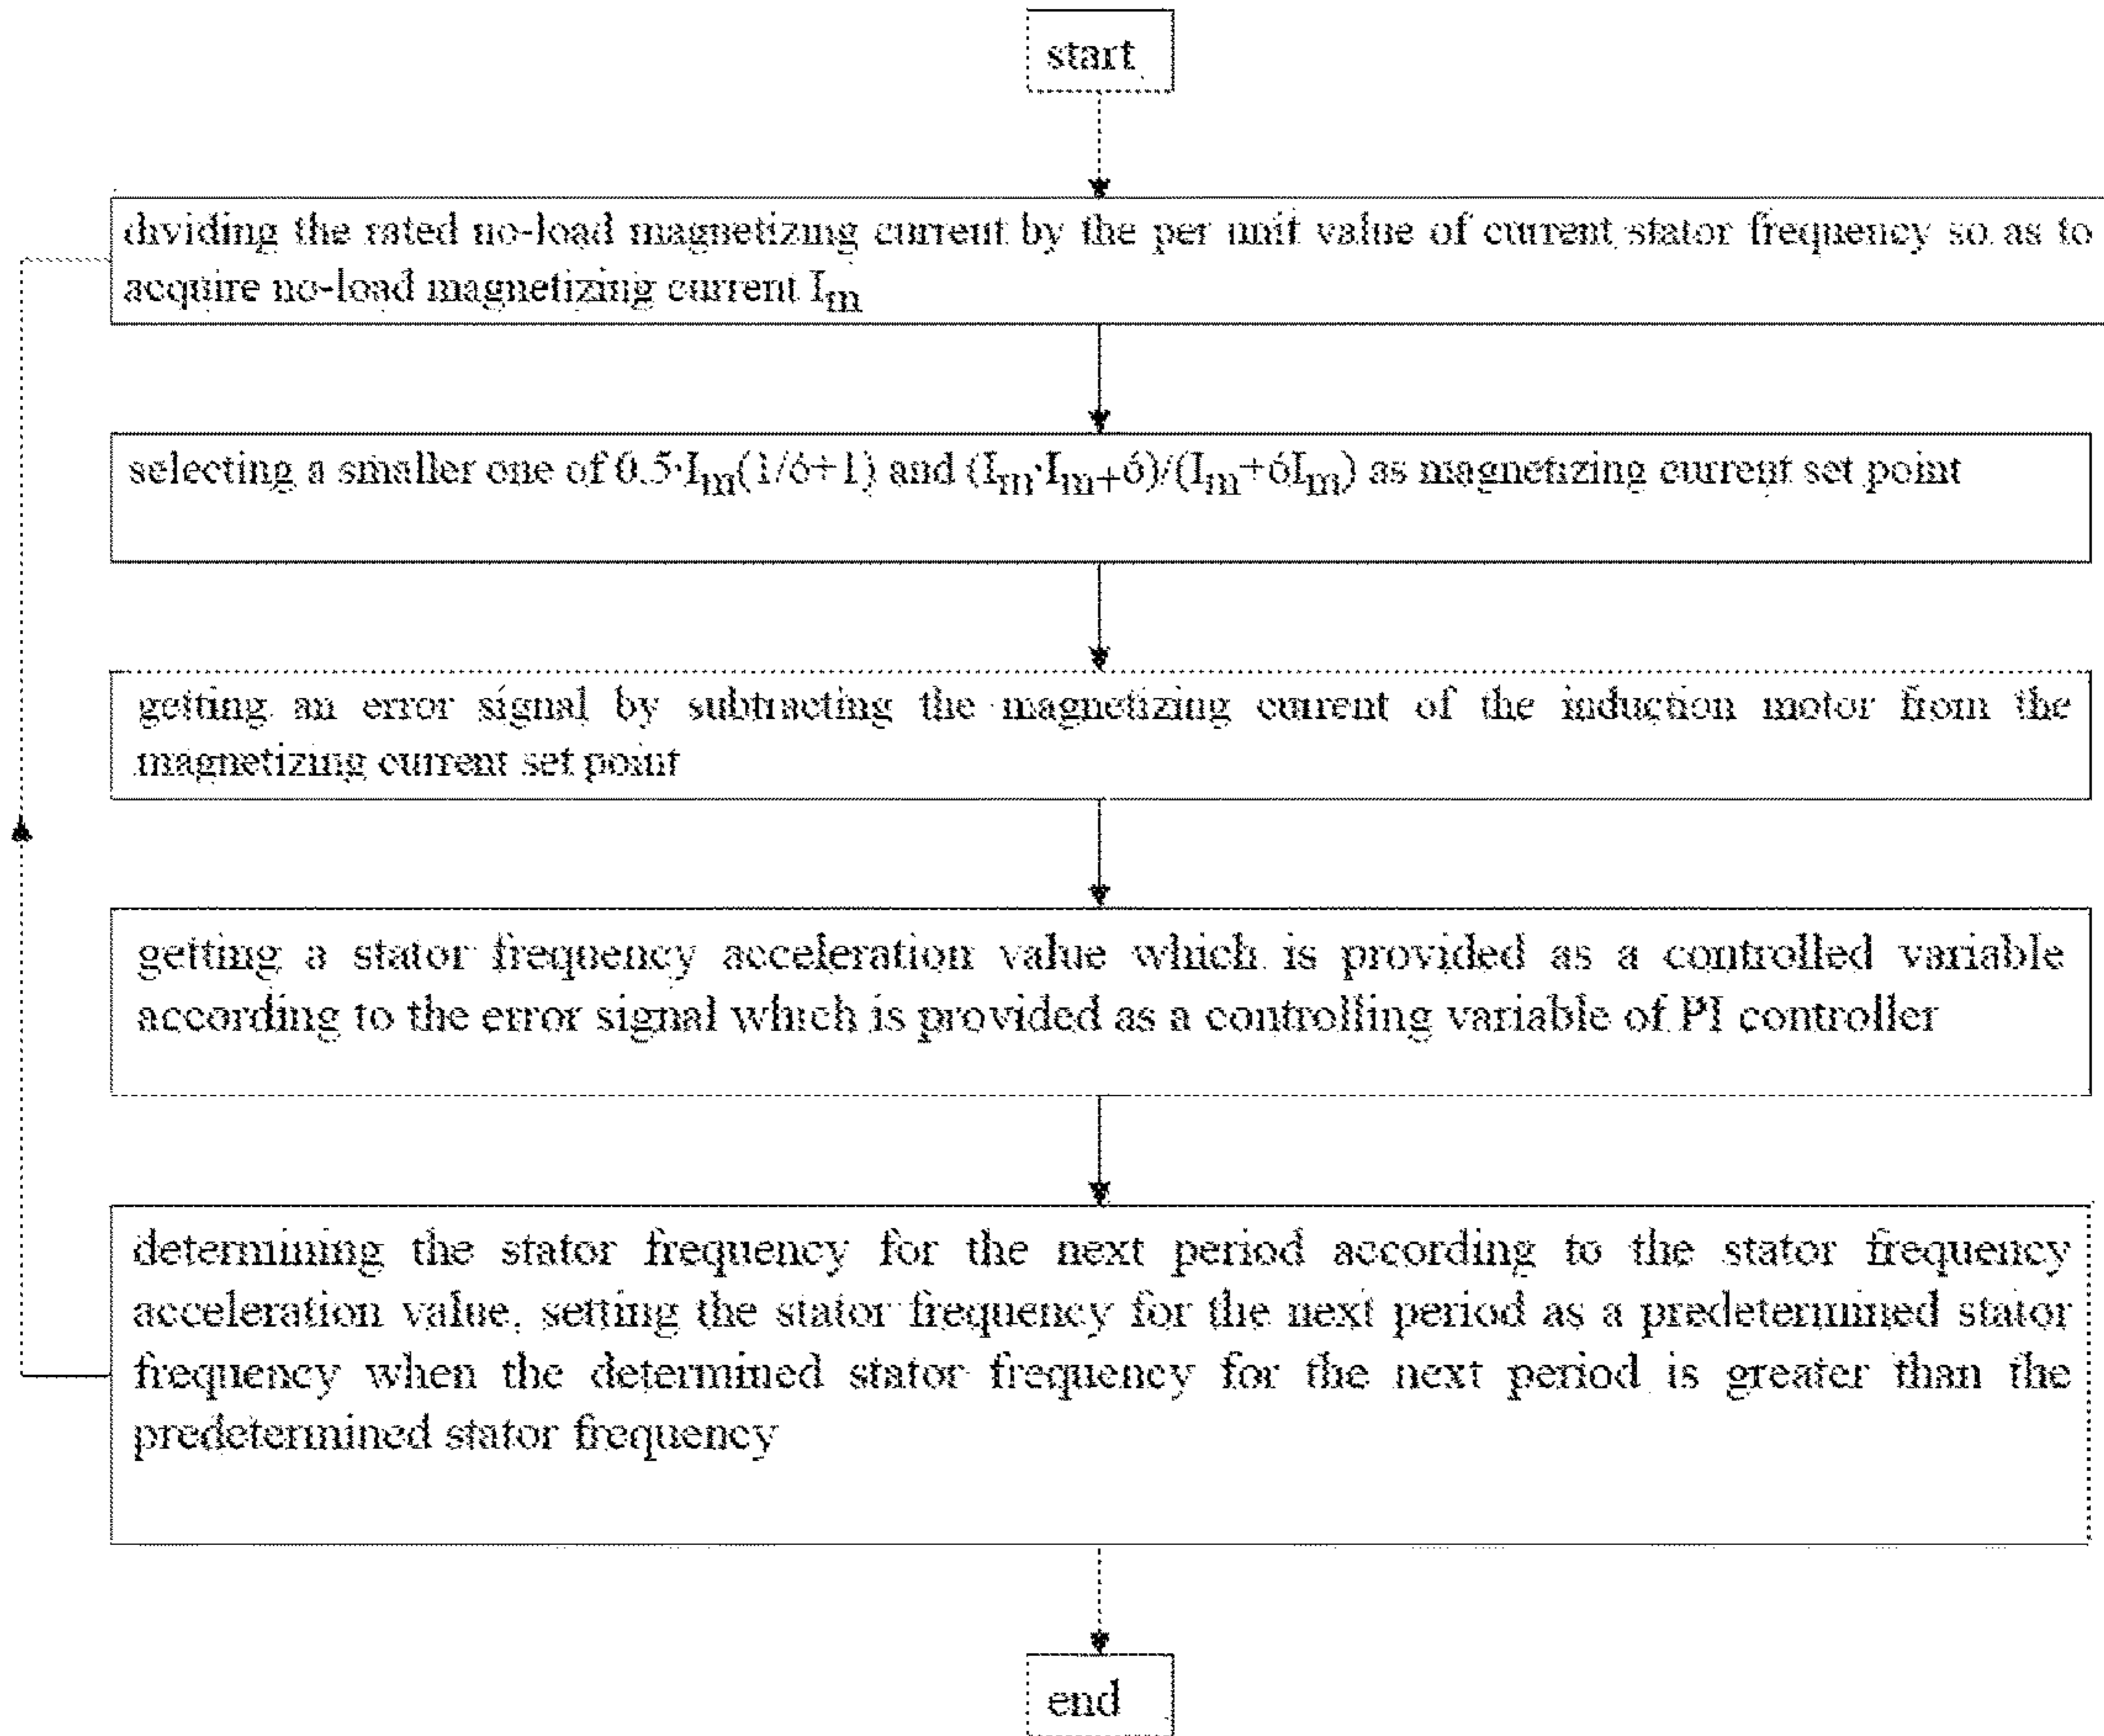 start
dividing the rated no-load magnetizing current by the per unit value of current stator frequency so as to
acquire no-load magnetizing current Im
selecting a smaller one of 0.5·Im(1/ó+1) and (Im·Im+ó)/(Im+óIm) as magnetizing current set point
getting an error signal by subtracting the magnetizing current of the induction motor from the
magnetizing current set point
getting a stator frequency acceleration value which is provided as a controlled variable
according to the error signal which is provided as a controlling variable of PI controller
determining the stator frequency for the next period according to the stator frequency
acceleration value, setting the stator frequency for the next period as a predetermined stator
frequency when the determined stator frequency for the next period is greater than the
predetermined stator frequency
end